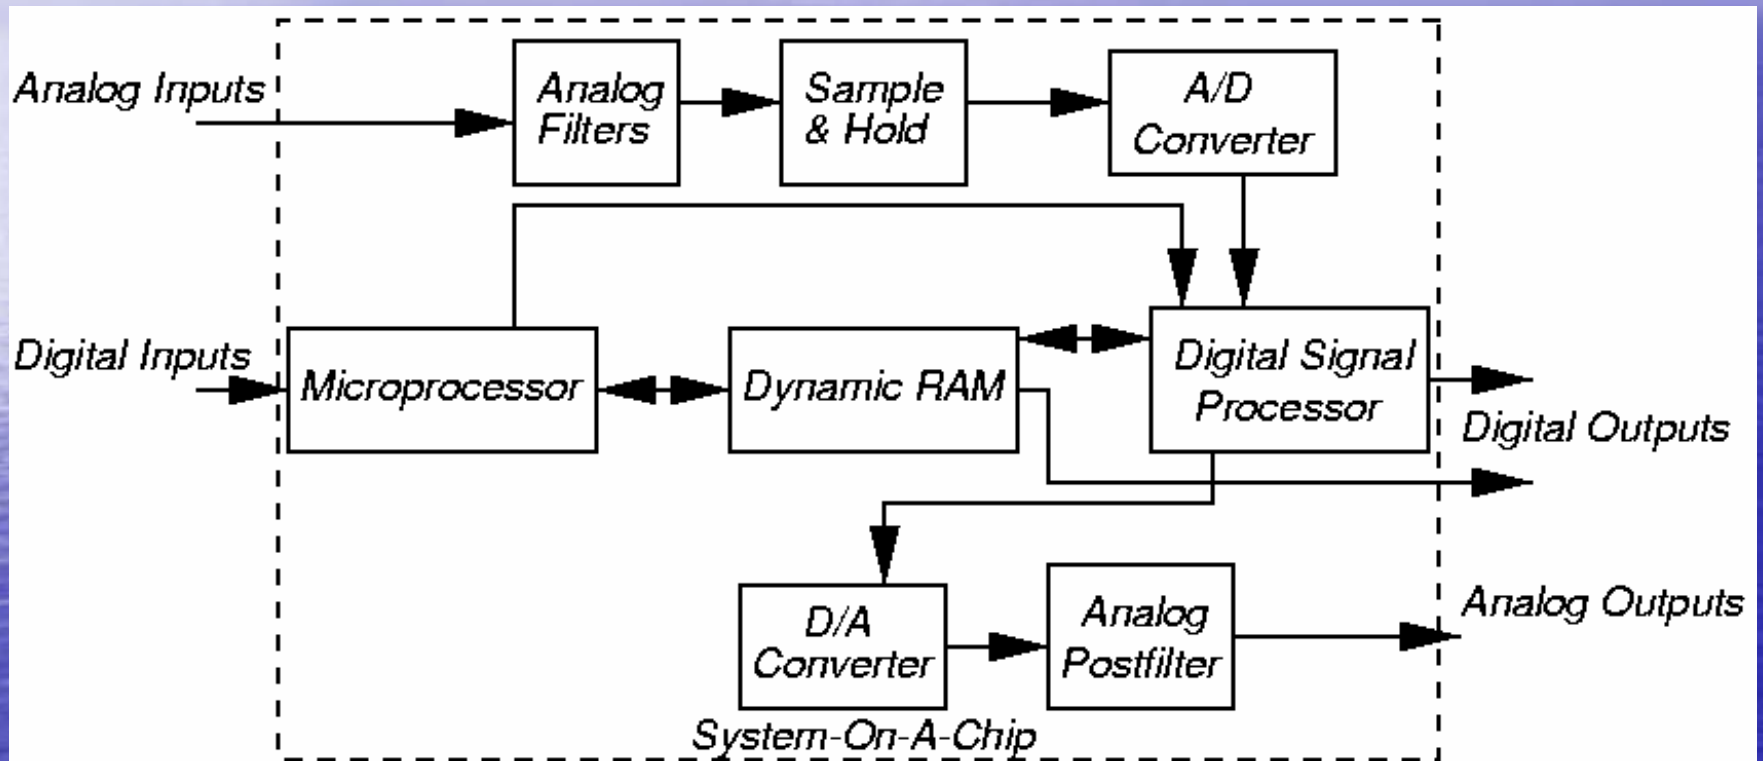 Analog Inputs
Analog
Filters
Sample
& Hold
A/D
Converter
Digital Inputs
Microprocessor
Dynamic RAM
Digital Signal
Processor
Digital Outputs
D/A
Converter
Analog
Postfilter
Analog Outputs
System-On-A-Chip